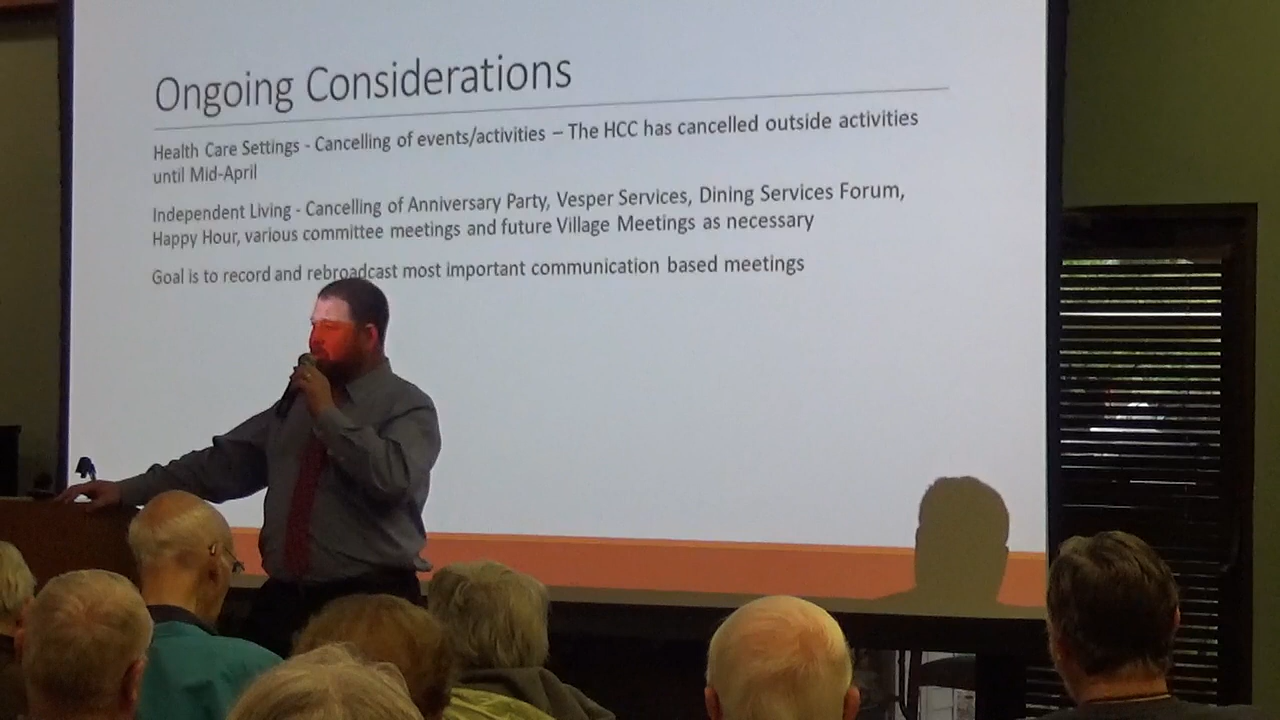 Ongoing Considerations
Health Care Settings - Cancelling of events/activities – The HCC has cancelled outside activities
until Mid-April
Independent Living - Cancelling of Anniversary Party, Vesper Services, Dining Services Forum,
Happy Hour, various committee meetings and future Village Meetings as necessary
Goal is to record and rebroadcast most important communication based meetings